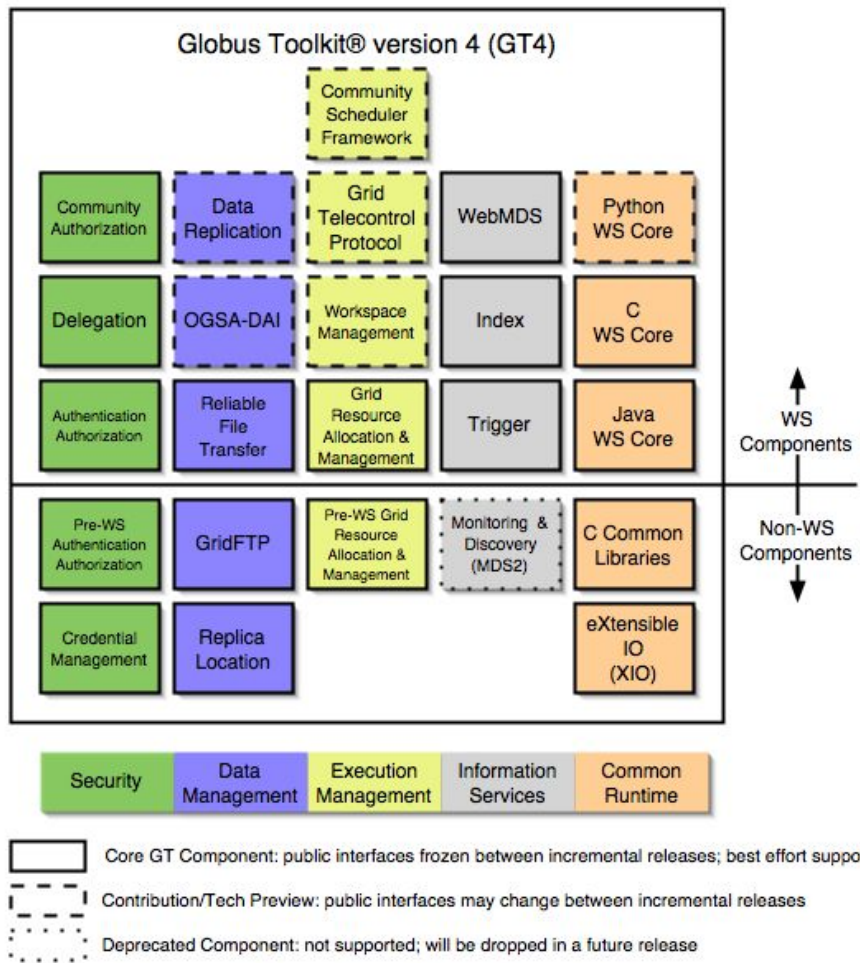 Globus Toolkit® version 4 (GT4)
Community
Scheduler
Framework
Community
Authorization
Data
Replication
Grid
Telecontrol
Protocol
WebMDS
Python
WS Core
Delegation
OGSA-DAI
Workspace
Management
Index
C
WS Core
Authentication
Authorization
Reliable
File
Transfer
Grid
Resource
Allocation &
Management
Trigger
Java
WS Core
WS
Components
Pre-WS
Authentication
Authorization
GridFTP
Pre-WS Grid
Resource
Allocation &
Management
Monitoring &
Discovery
(MDS2)
C Common
Libraries
Non-WS
Components
Credential
Management
Replica
Location
eXtensible
IO
(XIO)
Security
Data
Management
Execution
Management
Information
Services
Common
Runtime
Core GT Component: public interfaces frozen between incremental releases; best effort suppo
Contribution/Tech Preview: public interfaces may change between incremental releases
Deprecated Component: not supported; will be dropped in a future release